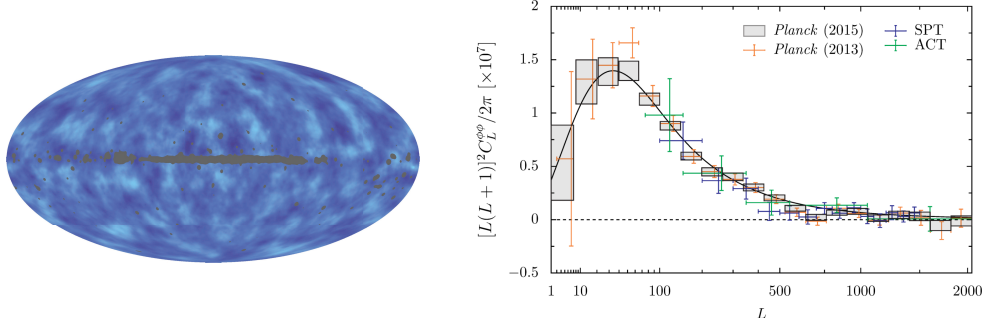 2
1.5
1
0.5
0
−0.5
[L(L + 1)]²C_L^{ϕϕ}/2π [×10⁷]
Planck (2015)
Planck (2013)
SPT
ACT
1 10 100 500 1000 2000
L